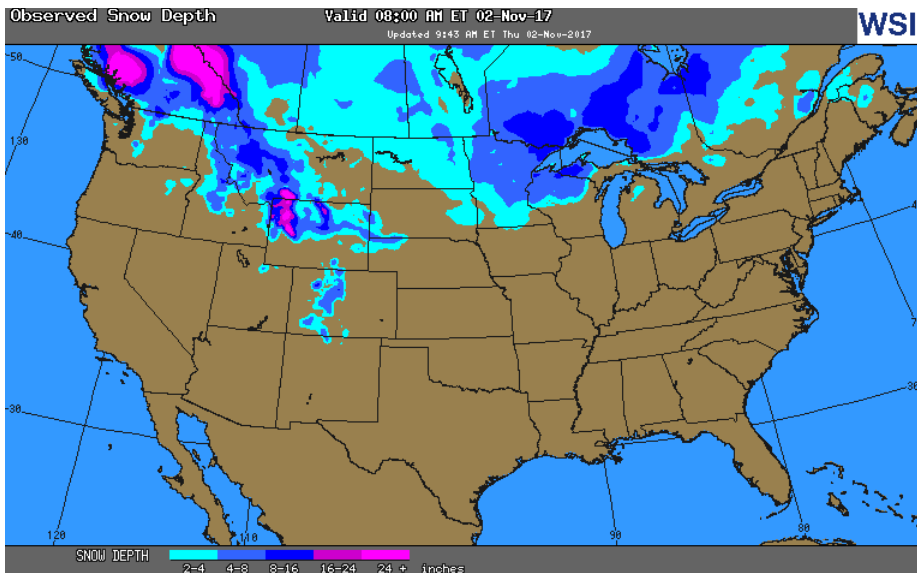 Observed Snow Depth Valid 08:00 AM ET 02-Nov-17
Updated 9:43 AM ET Thu 02-Nov-2017
WSI
50
130
40
30
30
120
110
90
80
SNOW DEPTH
2-4 4-8 8-16 16-24 24 + inches